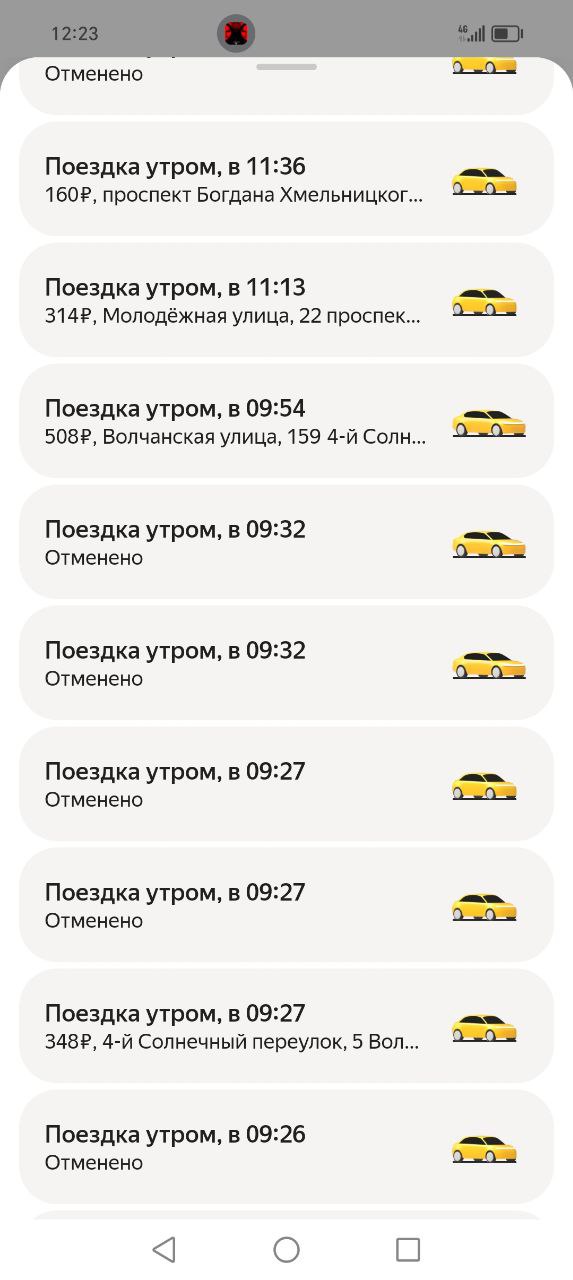 12:23
4G
Отменено
Поездка утром, в 11:36
160₽, проспект Богдана Хмельницког...
Поездка утром, в 11:13
314₽, Молодёжная улица, 22 проспек...
Поездка утром, в 09:54
508₽, Волчанская улица, 159 4-й Солн...
Поездка утром, в 09:32
Отменено
Поездка утром, в 09:32
Отменено
Поездка утром, в 09:27
Отменено
Поездка утром, в 09:27
Отменено
Поездка утром, в 09:27
348₽, 4-й Солнечный переулок, 5 Вол...
Поездка утром, в 09:26
Отменено